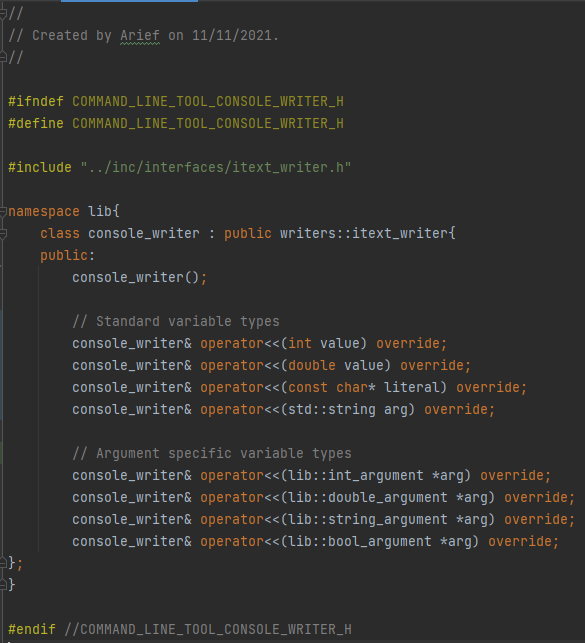 //
// Created by Arief on 11/11/2021.
//
#ifndef COMMAND_LINE_TOOL_CONSOLE_WRITER_H
#define COMMAND_LINE_TOOL_CONSOLE_WRITER_H
#include "../inc/interfaces/itext_writer.h"
namespace lib{
    class console_writer : public writers::itext_writer{
    public:
        console_writer();
        // Standard variable types
        console_writer& operator<<(int value) override;
        console_writer& operator<<(double value) override;
        console_writer& operator<<(const char* literal) override;
        console_writer& operator<<(std::string arg) override;
        // Argument specific variable types
        console_writer& operator<<(lib::int_argument *arg) override;
        console_writer& operator<<(lib::double_argument *arg) override;
        console_writer& operator<<(lib::string_argument *arg) override;
        console_writer& operator<<(lib::bool_argument *arg) override;
};
}
#endif //COMMAND_LINE_TOOL_CONSOLE_WRITER_H